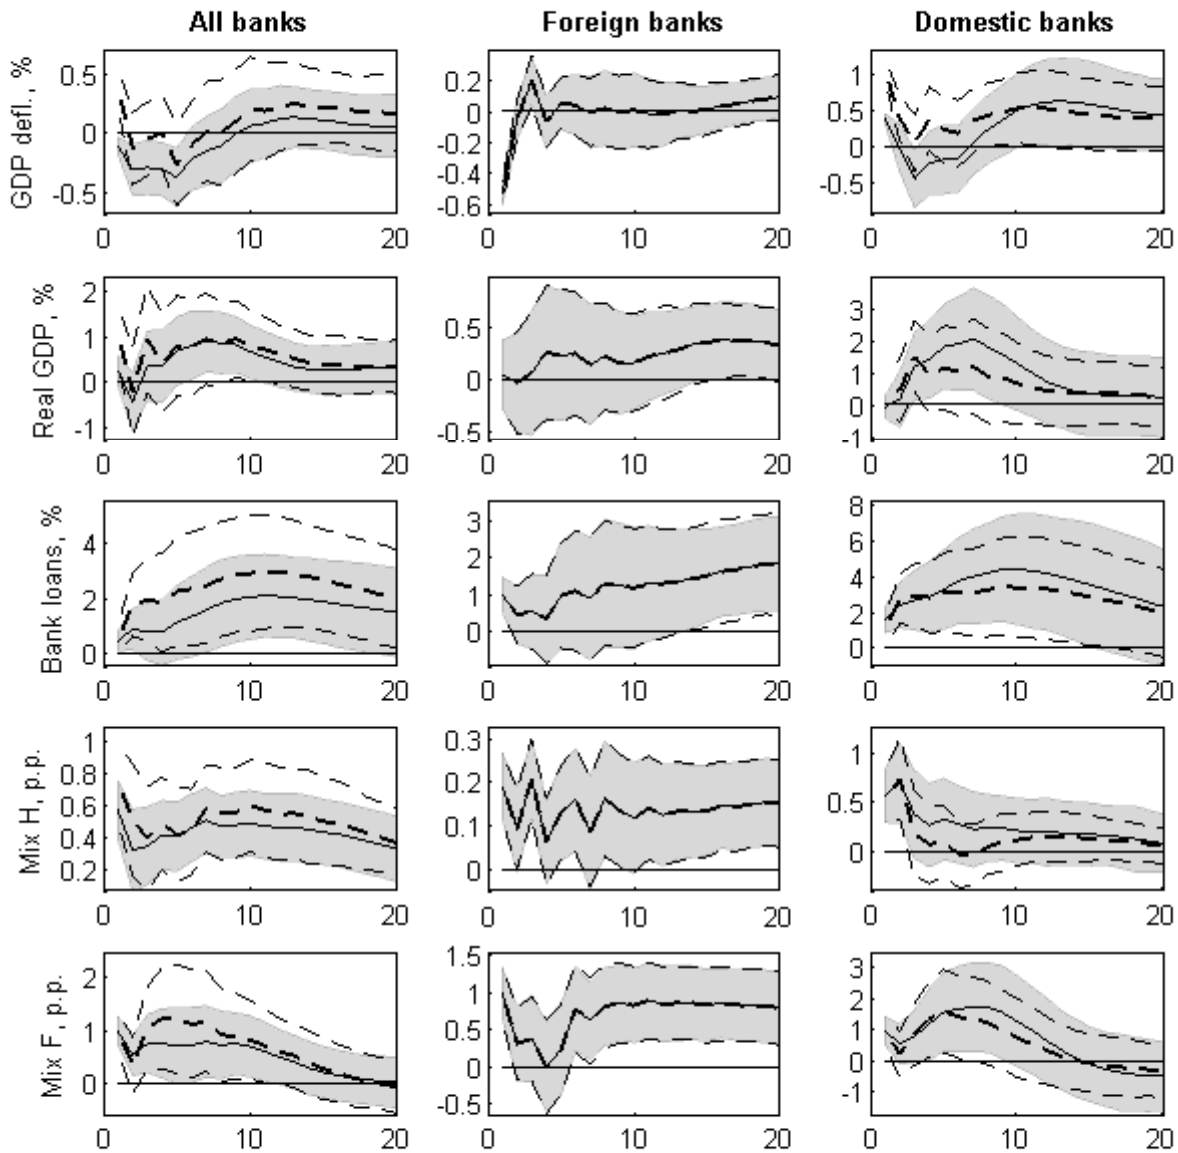 All banks Foreign banks Domestic banks
GDP defl., %
0.5 0 -0.5
0.2 0 -0.2 -0.4 -0.6
1 0.5 0 -0.5
0 10 20 0 10 20 0 10 20
Real GDP, %
2 1 0 -1
0.5 0 -0.5
3 2 1 0 -1
0 10 20 0 10 20 0 10 20
Bank loans, %
4 2 0
3 2 1 0
8 6 4 2 0
0 10 20 0 10 20 0 10 20
Mix H, p.p.
1 0.8 0.6 0.4 0.2
0.3 0.2 0.1 0
1 0.5 0
0 10 20 0 10 20 0 10 20
Mix F, p.p.
2 1 0
1.5 1 0.5 0 -0.5
3 2 1 0 -1
0 10 20 0 10 20 0 10 20